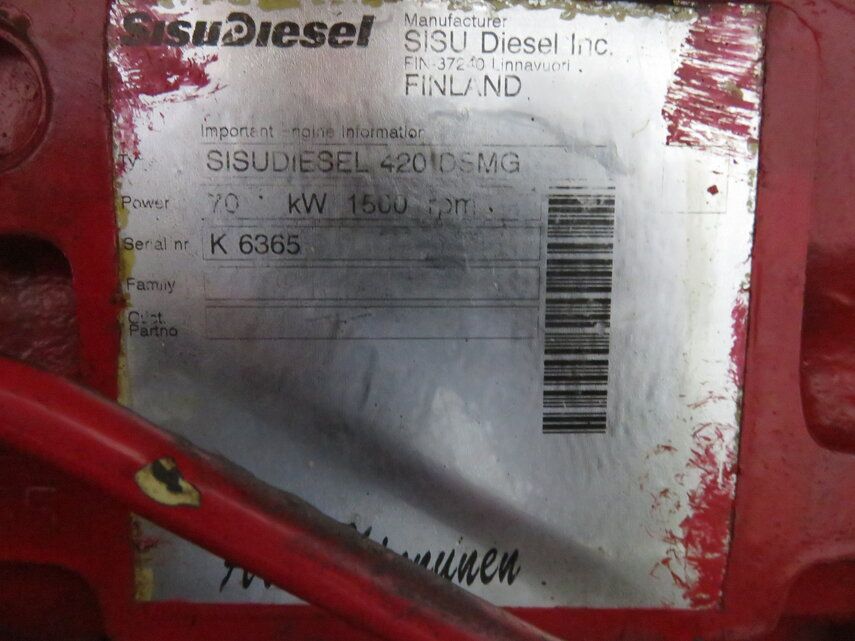 SisuDiesel
Manufacturer
SISU Diesel Inc.
FIN-37240 Linnavuori
FINLAND
Important Engine Information
SISUDIESEL 420 DSMG
Power 70 kW 1500 rpm
Serial nr K 6365
Family
Cust.
Partno